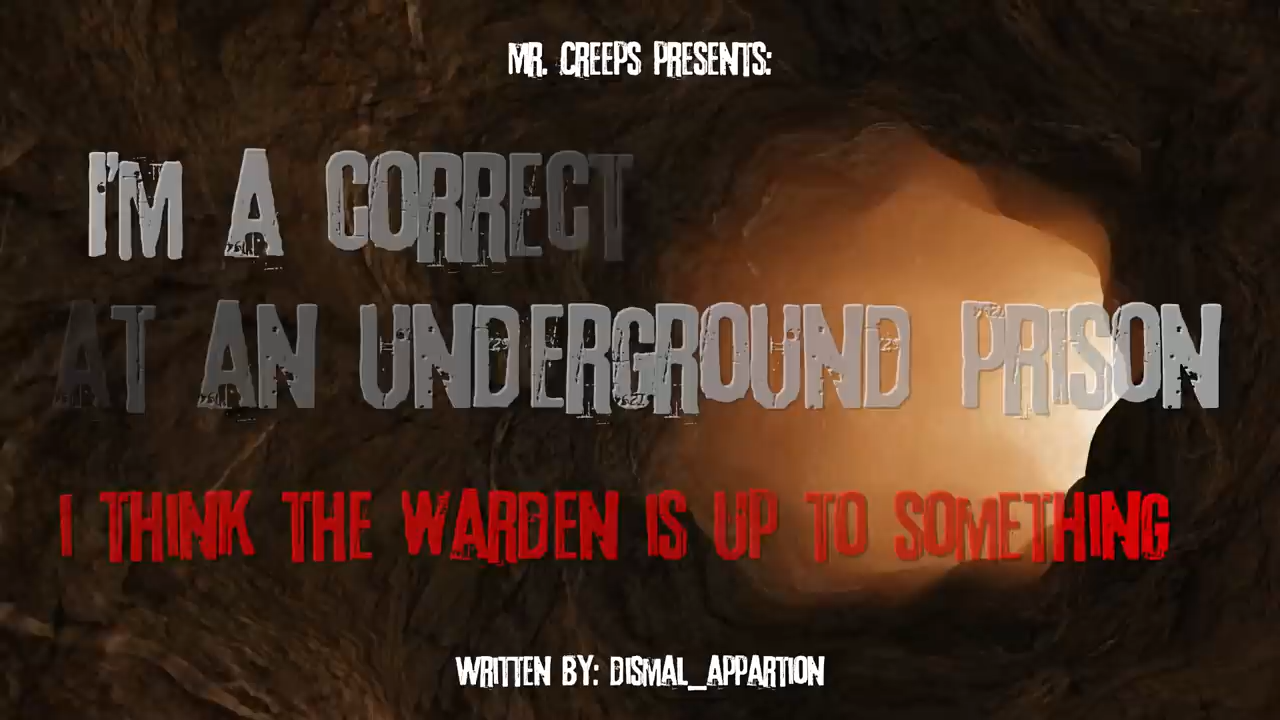 MR. CREEPS PRESENTS:
I'M A CORRECT
AT AN UNDERGROUND PRISON
I THINK THE WARDEN IS UP TO SOMETHING
WRITTEN BY: DISMAL_APPARTION